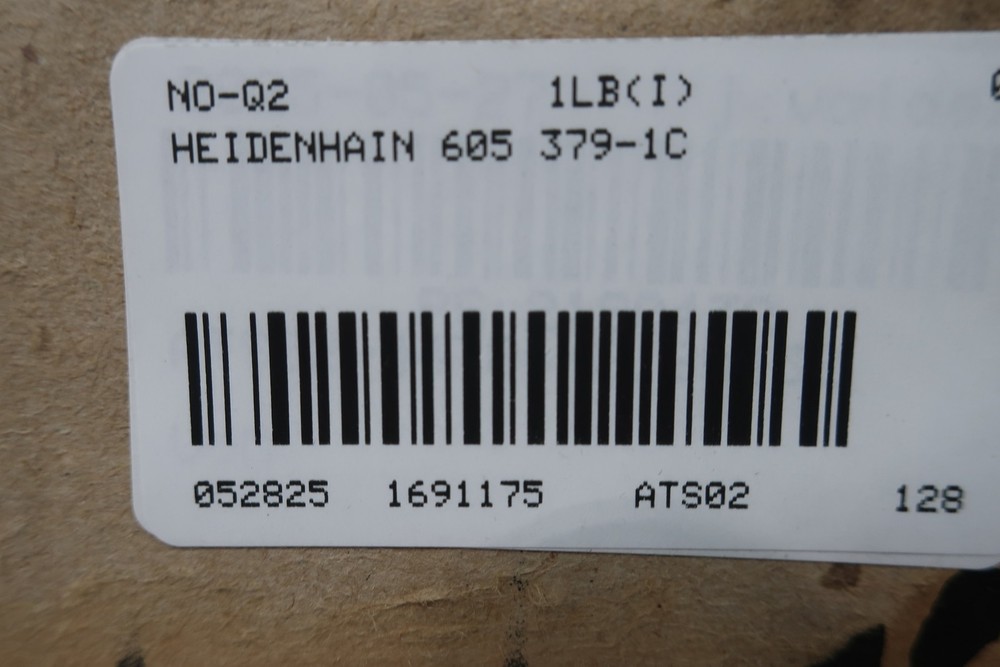 NO-Q2 1LB(I)
HEIDENHAIN 605 379-1C
052825 1691175 ATS02 128